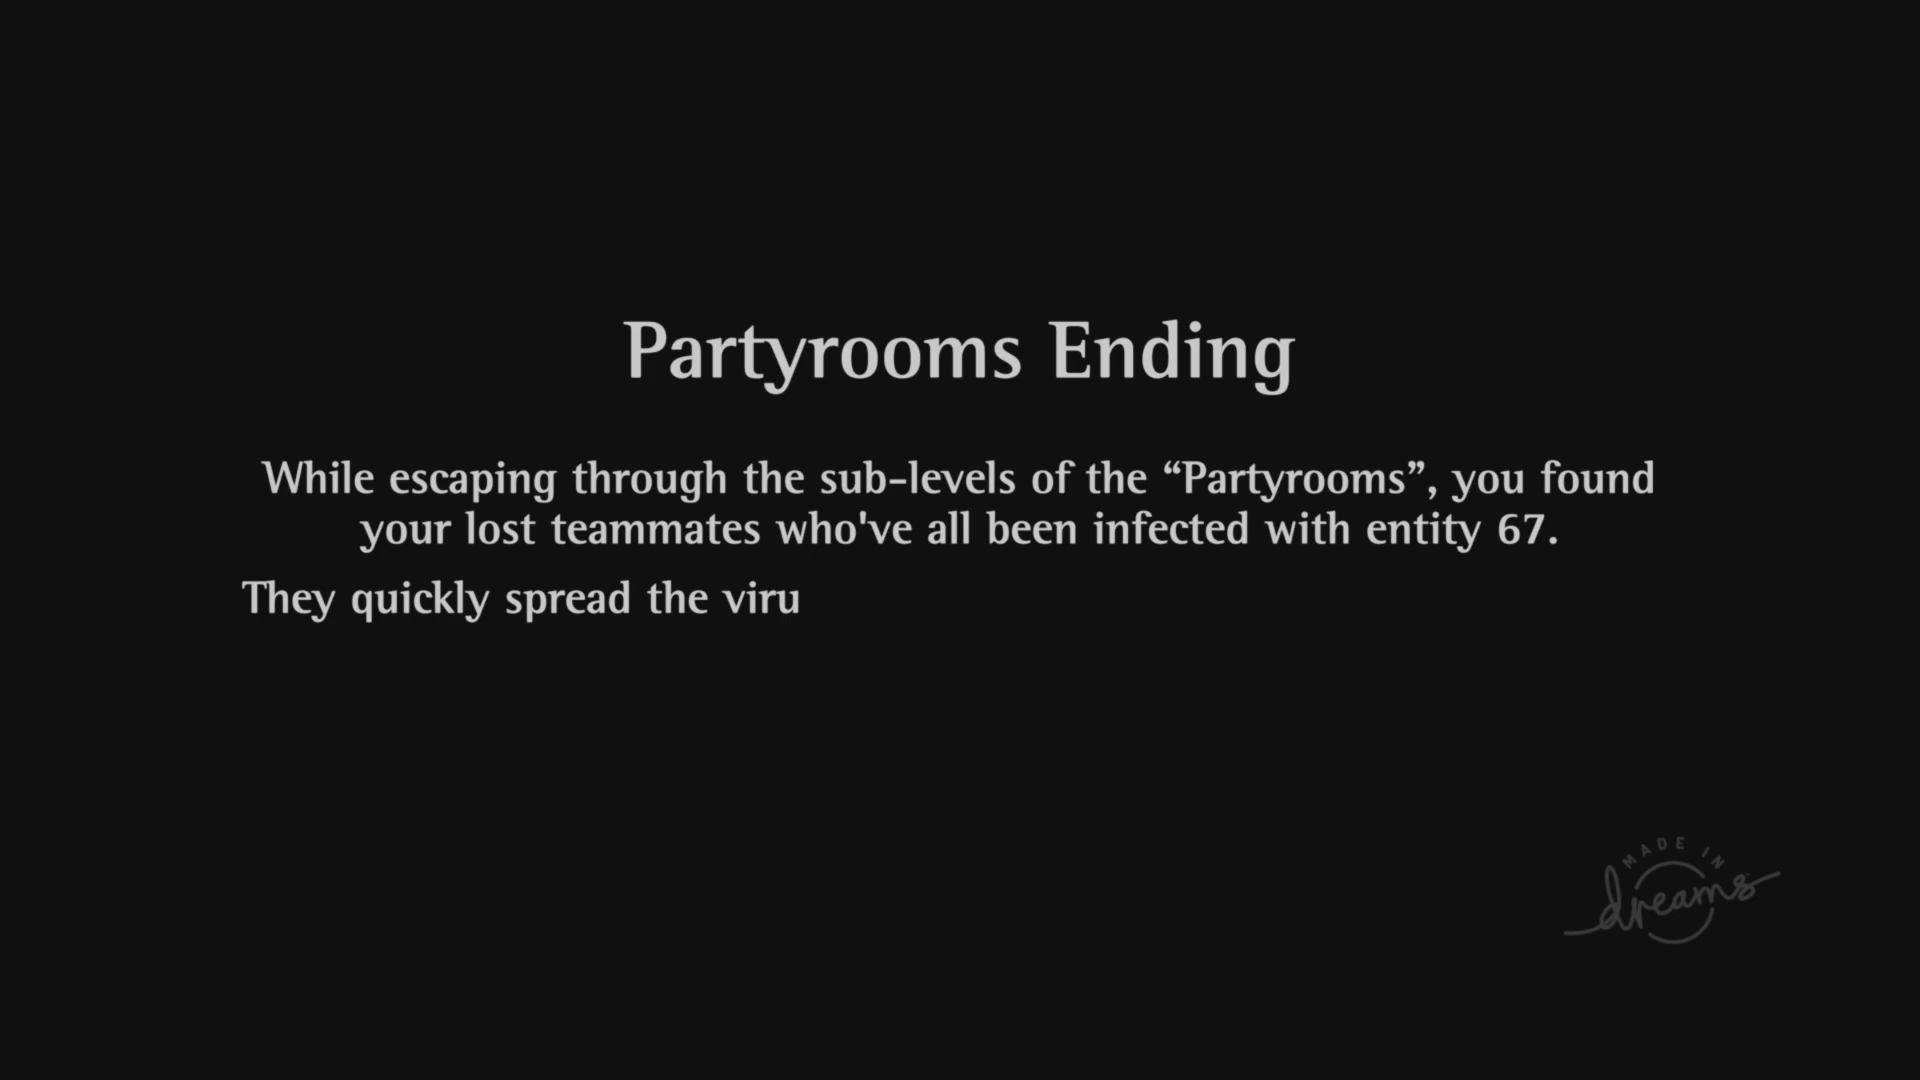 Partyrooms Ending
While escaping through the sub-levels of the “Partyrooms”, you found
your lost teammates who've all been infected with entity 67.
They quickly spread the viru
MADE IN
dreams